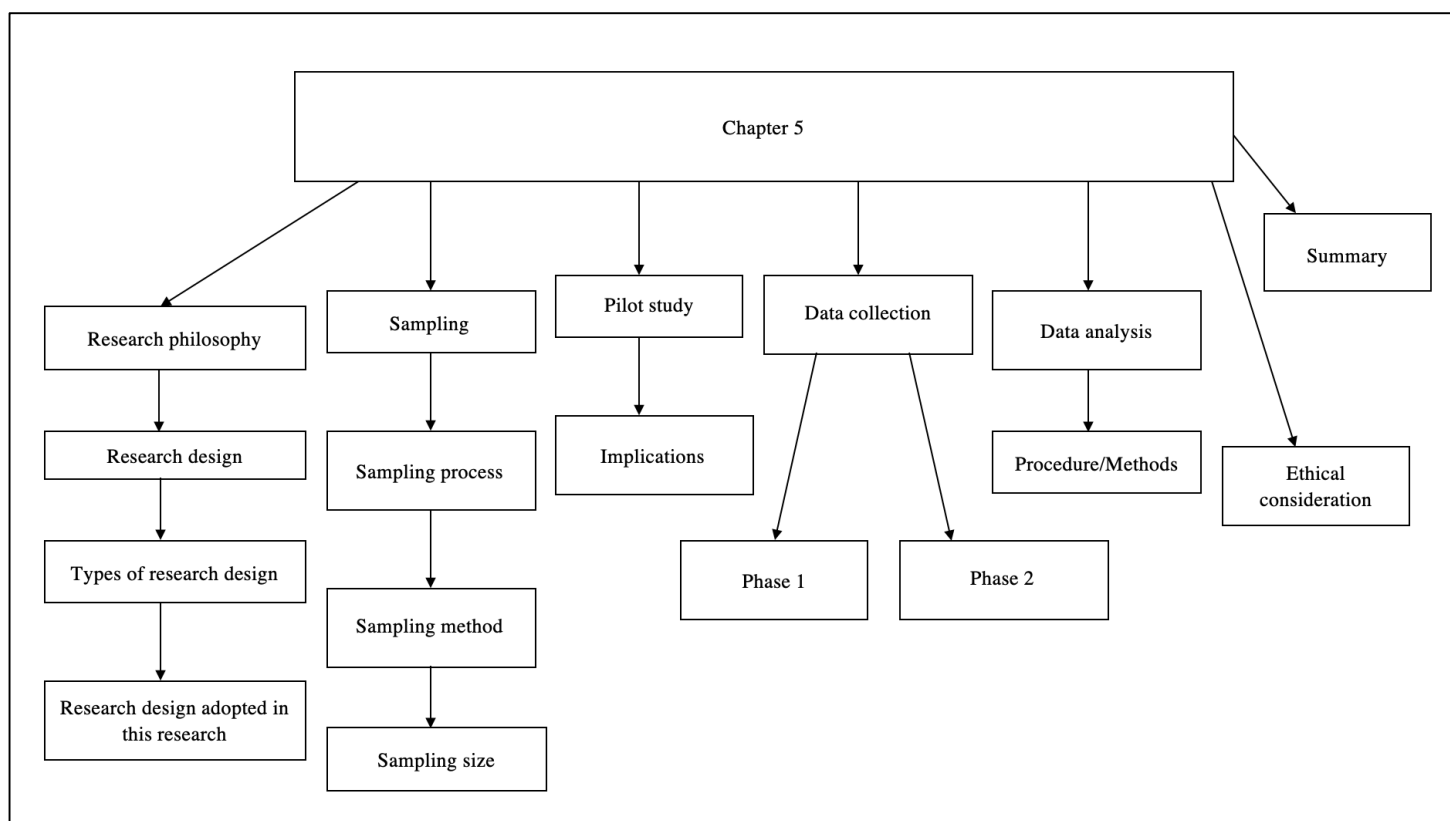 Chapter 5
Summary
Research philosophy
Sampling
Pilot study
Data collection
Data analysis
Research design
Sampling process
Implications
Procedure/Methods
Ethical
consideration
Types of research design
Phase 1
Phase 2
Sampling method
Research design adopted in
this research
Sampling size